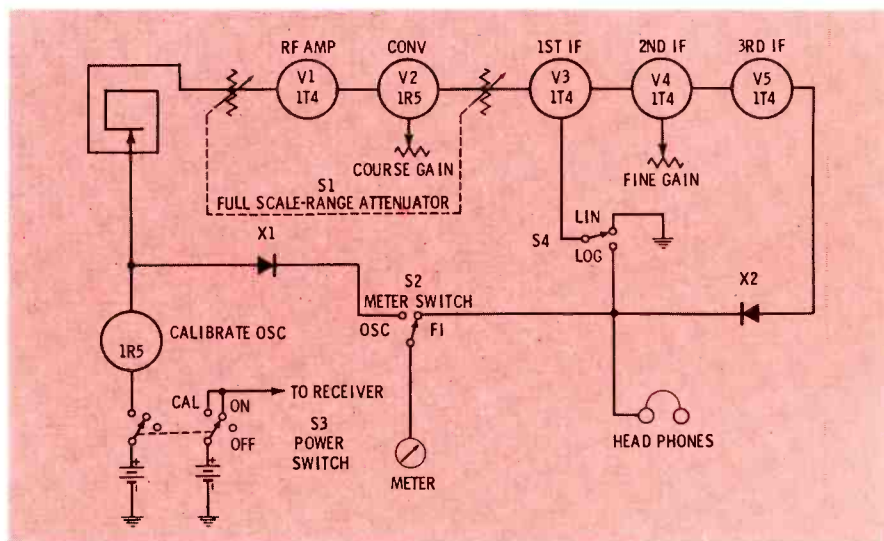 RF AMP
CONV
1ST IF
2ND IF
3RD IF
V1
1T4
V2
1R5
V3
1T4
V4
1T4
V5
1T4
COURSE GAIN
FINE GAIN
S1
FULL SCALE-RANGE ATTENUATOR
LIN
S4
LOG
X1
S2
METER SWITCH
OSC
FI
X2
CALIBRATE OSC
1R5
CAL
ON
TO RECEIVER
OFF
S3
POWER
SWITCH
METER
HEAD PHONES